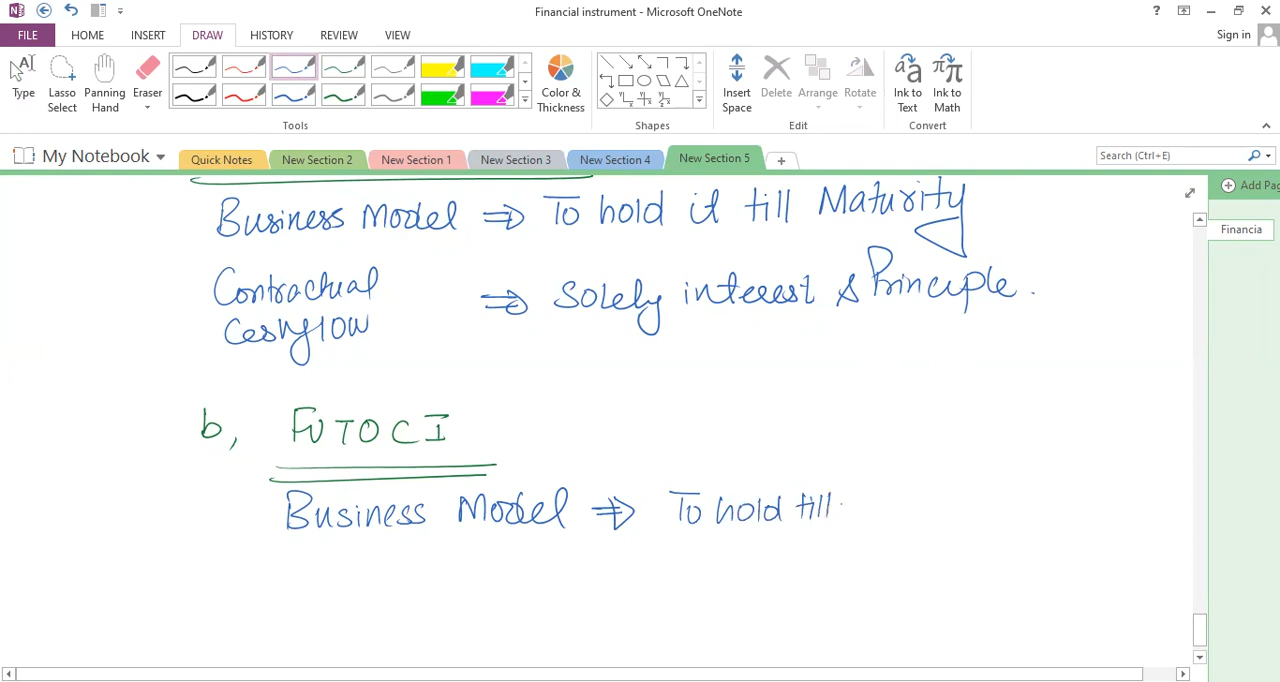 Financial instrument - Microsoft OneNote
Sign in
FILE HOME INSERT DRAW HISTORY REVIEW VIEW
Type Lasso Select Panning Hand Eraser Color & Thickness Insert Space Delete Arrange Rotate Ink to Text Ink to Math
Tools Shapes Edit Convert
My Notebook Quick Notes New Section 2 New Section 1 New Section 3 New Section 4 New Section 5 Search (Ctrl+E)
Add Pag
Financia
Business Model ⇒ To hold it till Maturity
Contractual Cashflow ⇒ Solely interest & Principle.
b, FVTOCI
Business Model ⇒ To hold till